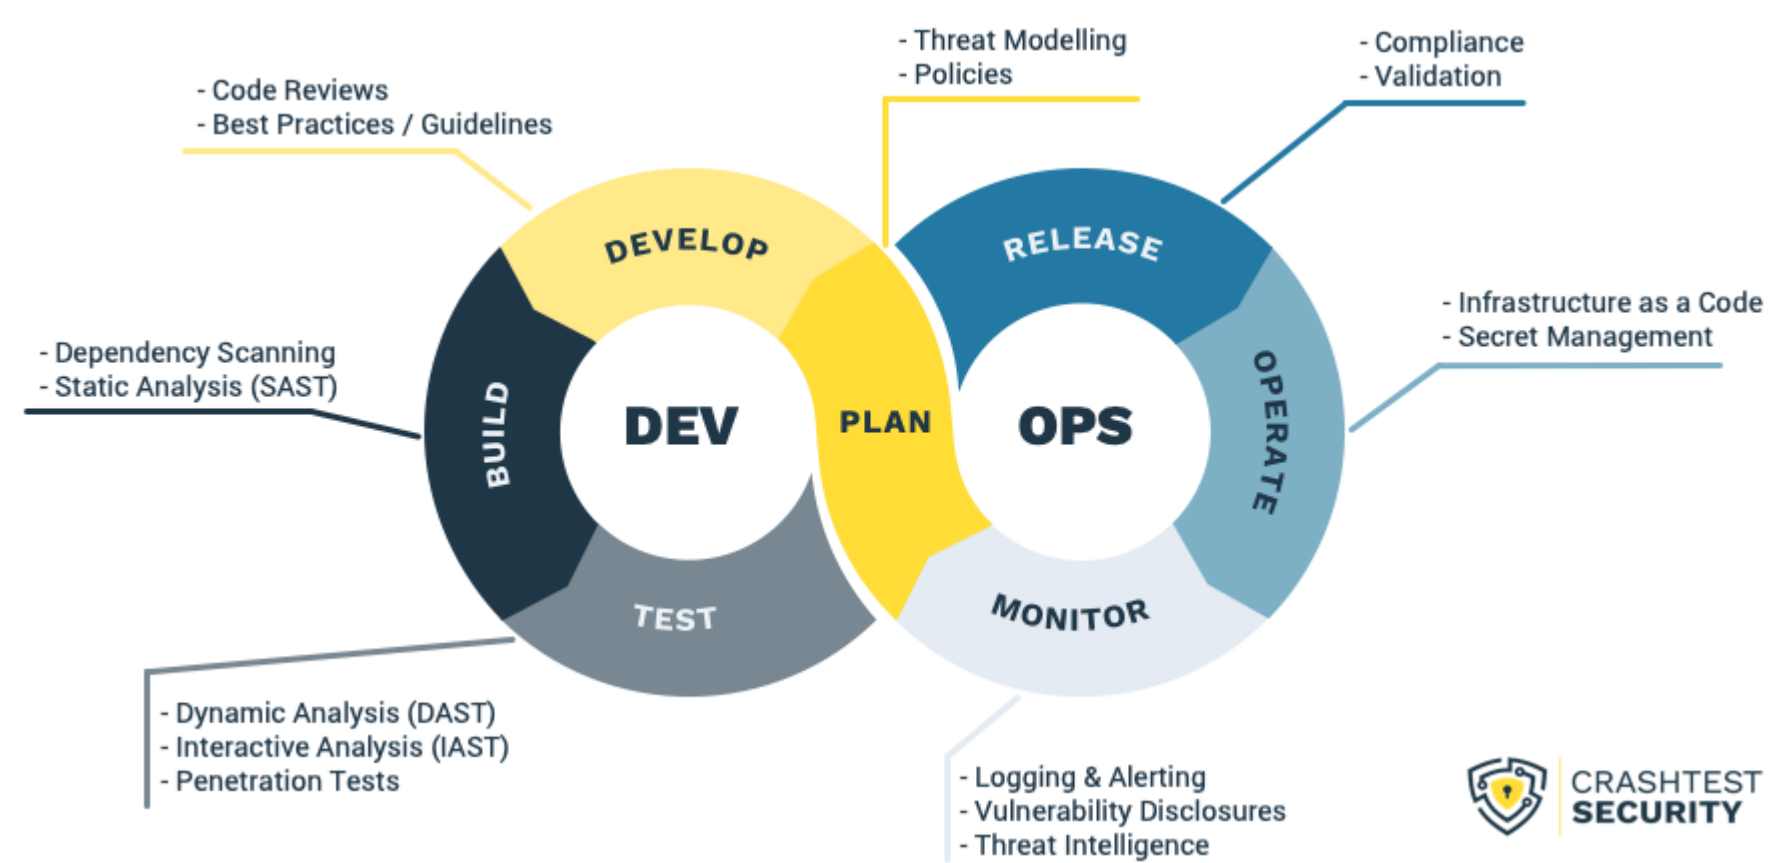 - Threat Modelling
- Policies
- Compliance
- Validation
- Code Reviews
- Best Practices / Guidelines
DEVELOP
RELEASE
- Infrastructure as a Code
- Secret Management
- Dependency Scanning
- Static Analysis (SAST)
BUILD
DEV
PLAN
OPS
OPERATE
TEST
MONITOR
- Dynamic Analysis (DAST)
- Interactive Analysis (IAST)
- Penetration Tests
- Logging & Alerting
- Vulnerability Disclosures
- Threat Intelligence
CRASHTEST
SECURITY